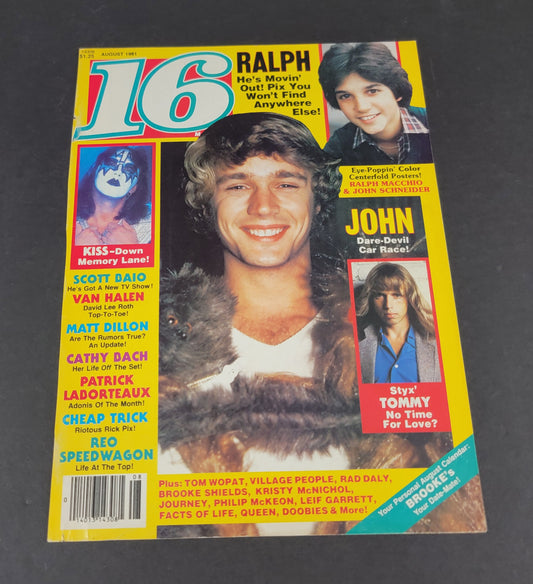 $1.25 AUGUST 1981
16
RALPH
He's Movin'
Out! Pix You
Won't Find
Anywhere
Else!
Eye-Poppin' Color
Centerfold Posters!
RALPH MACCHIO
& JOHN SCHNEIDER
KISS-Down
Memory Lane!
JOHN
Dare-Devil
Car Race!
SCOTT BAIO
He's Got A New TV Show!
VAN HALEN
David Lee Roth
Top-To-Toe!
MATT DILLON
Are The Rumors True?
An Update!
CATHY BACH
Her Life Off The Set!
PATRICK
LABORTEAUX
Adonis Of The Month!
CHEAP TRICK
Riotous Rick Pix!
REO
SPEEDWAGON
Life At The Top!
Styx'
TOMMY
No Time
For Love?
Plus: TOM WOPAT, VILLAGE PEOPLE, RAD DALY,
BROOKE SHIELDS, KRISTY McNICHOL,
JOURNEY, PHILIP McKEON, LEIF GARRETT,
FACTS OF LIFE, QUEEN, DOOBIES & More!
Your Personal August Calendar:
BROOKE's
Your Date-Mate!
08
0
14013 14308
8